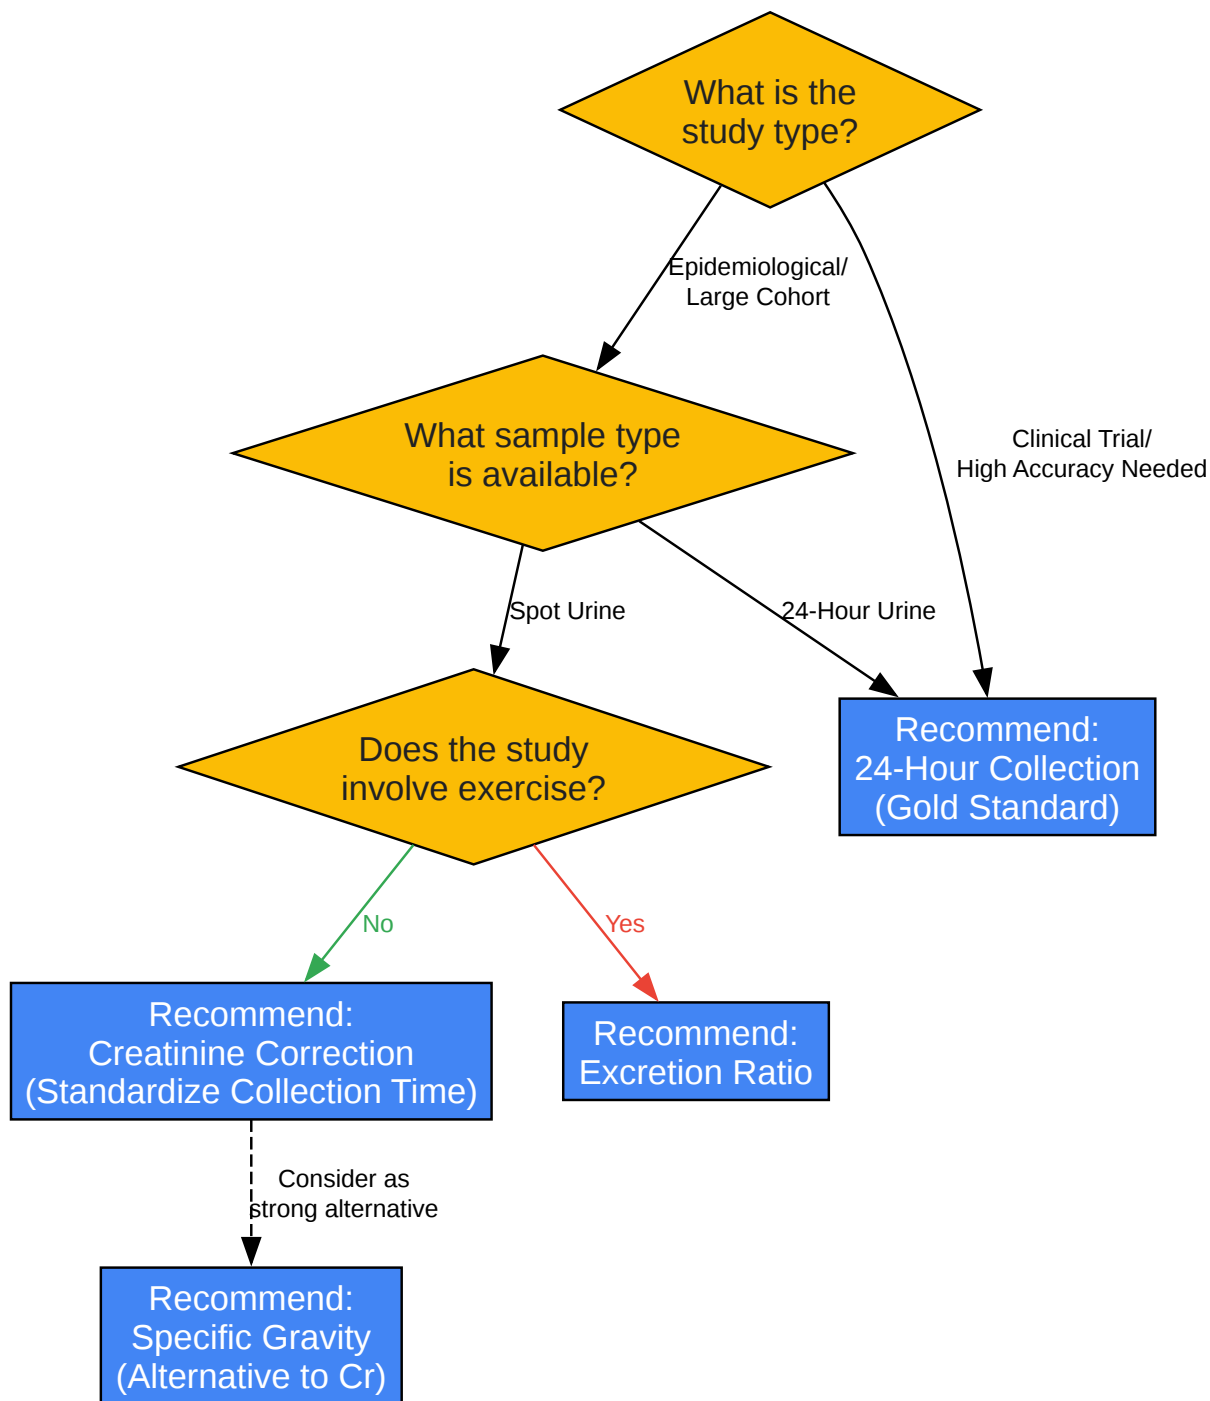 What is the
study type?
Epidemiological/
Large Cohort
Clinical Trial/
High Accuracy Needed
What sample type
is available?
Spot Urine
24-Hour Urine
Recommend:
24-Hour Collection
(Gold Standard)
Does the study
involve exercise?
No
Yes
Recommend:
Creatinine Correction
(Standardize Collection Time)
Recommend:
Excretion Ratio
Consider as
strong alternative
Recommend:
Specific Gravity
(Alternative to Cr)